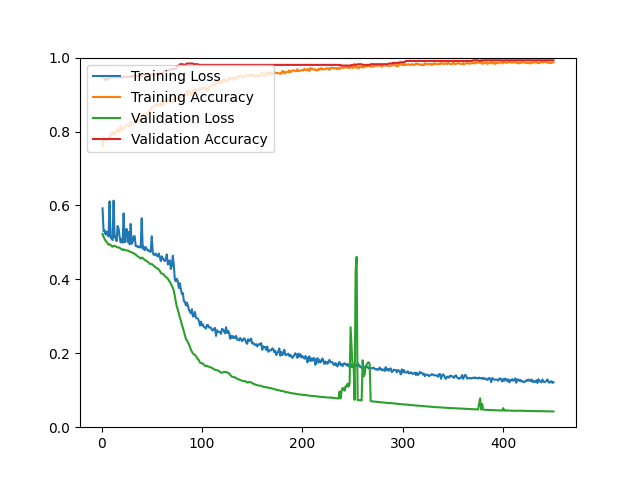 1.0
0.8
0.6
0.4
0.2
0.0
Training Loss
Training Accuracy
Validation Loss
Validation Accuracy
0 100 200 300 400